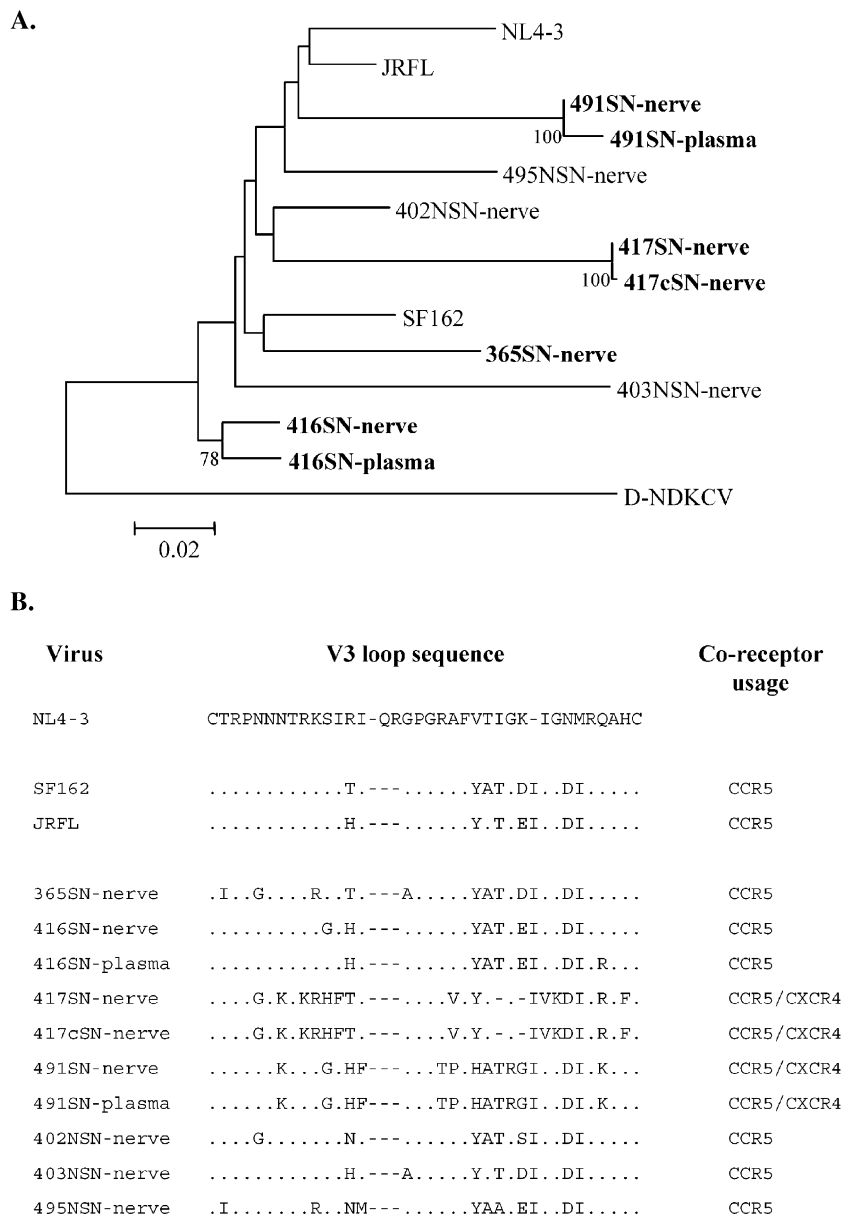 A.
NL4-3
JRFL
491SN-nerve
100
491SN-plasma
495NSN-nerve
402NSN-nerve
417SN-nerve
100
417cSN-nerve
SF162
365SN-nerve
403NSN-nerve
416SN-nerve
78
416SN-plasma
D-NDKCV
0.02
B.
Virus V3 loop sequence Co-receptor usage
NL4-3 CTRPNNNTRKSIRI-QRGPGRAFVTIGK-IGNMRQAHC
SF162 ............T.---......YAT.DI..DI..... CCR5
JRFL ............H.---......Y.T.EI..DI..... CCR5
365SN-nerve .I..G....R..T.---A.....YAT.DI..DI..... CCR5
416SN-nerve ..........G.H.---......YAT.EI..DI..... CCR5
416SN-plasma ............H.---......YAT.EI..DI.R... CCR5
417SN-nerve ....G.K.KRHFT.---....V.Y.-.-IVKDI.R.F. CCR5/CXCR4
417cSN-nerve ....G.K.KRHFT.---....V.Y.-.-IVKDI.R.F. CCR5/CXCR4
491SN-nerve ......K...G.HF---...TP.HATRGI..DI.K... CCR5/CXCR4
491SN-plasma ......K...G.HF---...TP.HATRGI..DI.K... CCR5/CXCR4
402NSN-nerve ....G.......N.---......YAT.SI..DI..... CCR5
403NSN-nerve ............H.---A.....Y.T.DI..DI..... CCR5
495NSN-nerve .I.......R..NM---......YAA.EI..DI..... CCR5